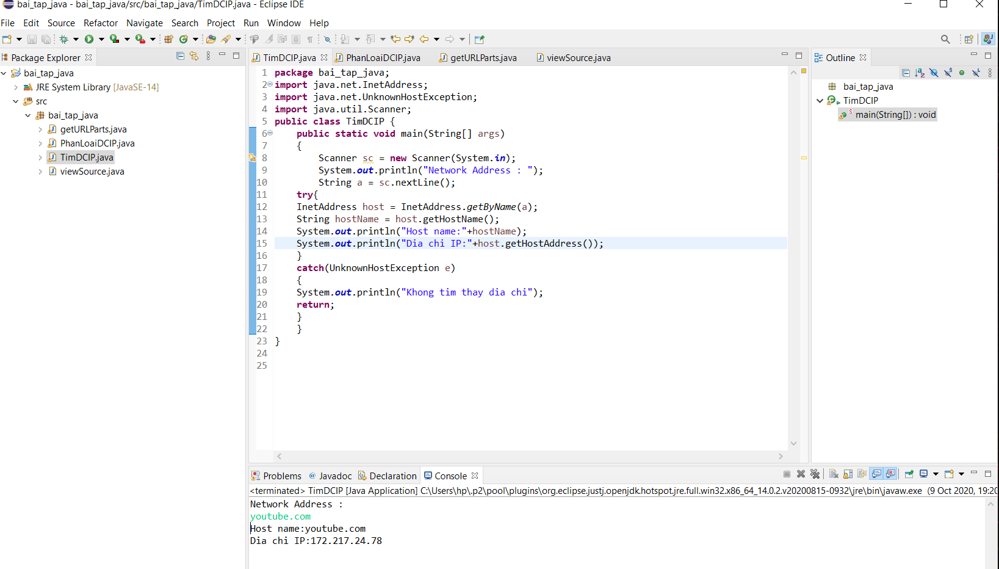 bai_tap_java - bai_tap_java/src/bai_tap_java/TimDCIP.java - Eclipse IDE
File Edit Source Refactor Navigate Search Project Run Window Help
Package Explorer
bai_tap_java
JRE System Library [JavaSE-14]
src
bai_tap_java
getURLParts.java
PhanLoaiDCIP.java
TimDCIP.java
viewSource.java
TimDCIP.java PhanLoaiDCIP.java getURLParts.java viewSource.java
1 package bai_tap_java;
2 import java.net.InetAddress;
3 import java.net.UnknownHostException;
4 import java.util.Scanner;
5 public class TimDCIP {
6 public static void main(String[] args)
7 {
8 Scanner sc = new Scanner(System.in);
9 System.out.println("Network Address : ");
10 String a = sc.nextLine();
11 try{
12 InetAddress host = InetAddress.getByName(a);
13 String hostName = host.getHostName();
14 System.out.println("Host name:"+hostName);
15 System.out.println("Dia chi IP:"+host.getHostAddress());
16 }
17 catch(UnknownHostException e)
18 {
19 System.out.println("Khong tim thay dia chi");
20 return;
21 }
22 }
23 }
24
25
Outline
bai_tap_java
TimDCIP
main(String[]) : void
Problems @ Javadoc Declaration Console
<terminated> TimDCIP [Java Application] C:\Users\hp\.p2\pool\plugins\org.eclipse.justj.openjdk.hotspot.jre.full.win32.x86_64_14.0.2.v20200815-0932\jre\bin\javaw.exe (9 Oct 2020, 19:20
Network Address :
youtube.com
Host name:youtube.com
Dia chi IP:172.217.24.78